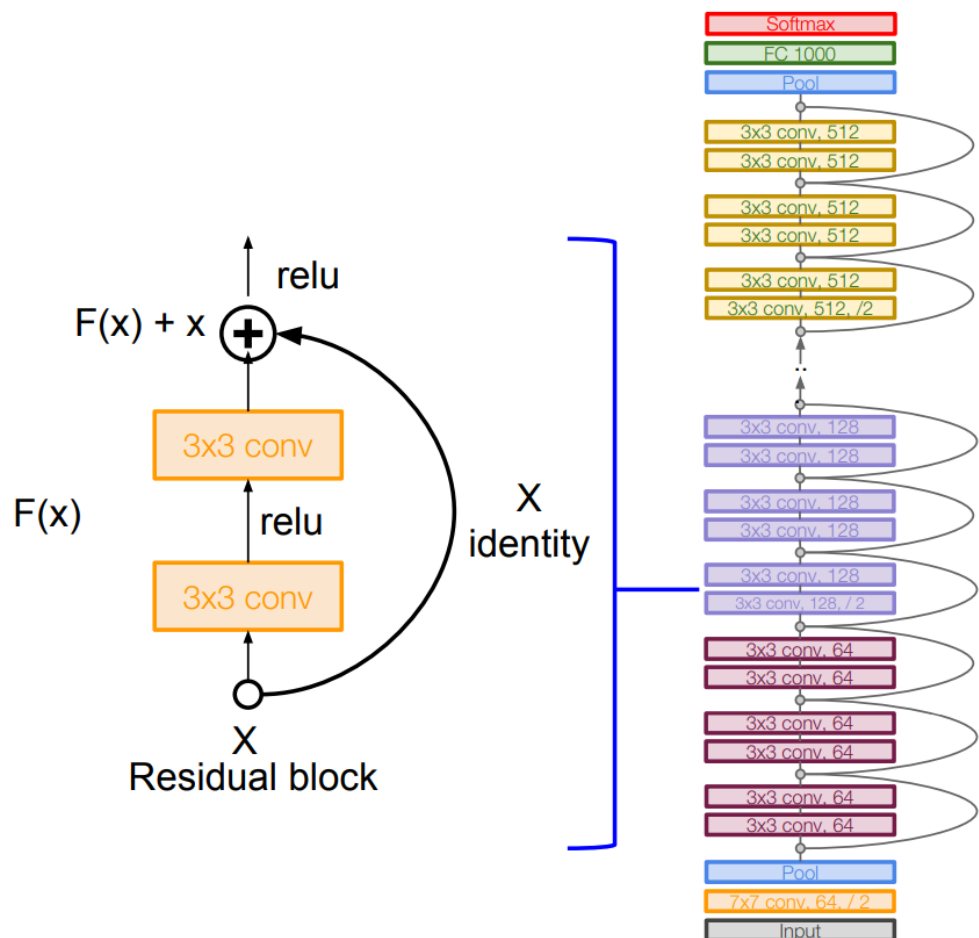 relu
F(x) + x
3x3 conv
F(x)
relu
3x3 conv
X
identity
X
Residual block
Softmax
FC 1000
Pool
3x3 conv, 512
3x3 conv, 512
3x3 conv, 512
3x3 conv, 512
3x3 conv, 512
3x3 conv, 512, /2
..
3x3 conv, 128
3x3 conv, 128
3x3 conv, 128
3x3 conv, 128
3x3 conv, 128
3x3 conv, 128, / 2
3x3 conv, 64
3x3 conv, 64
3x3 conv, 64
3x3 conv, 64
3x3 conv, 64
3x3 conv, 64
Pool
7x7 conv, 64, / 2
Input